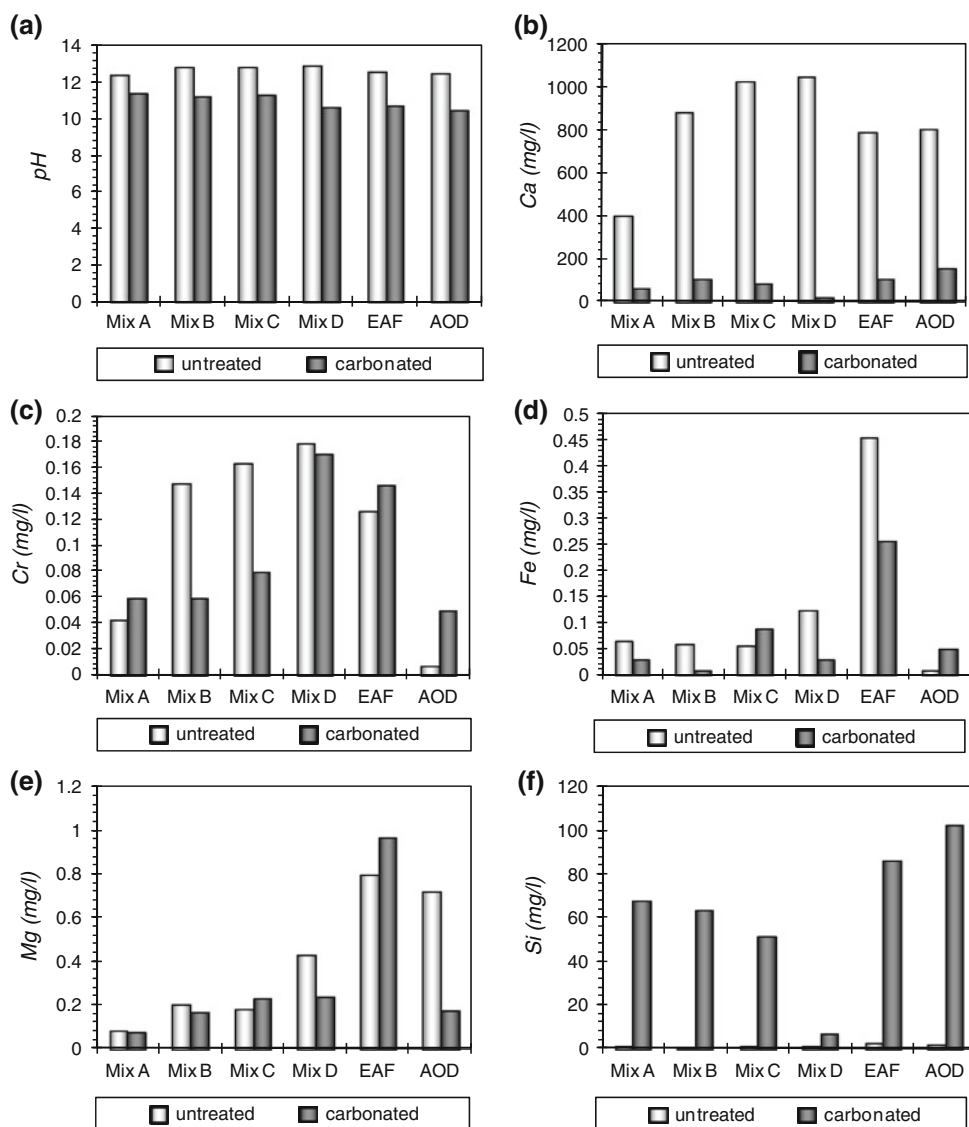 (a)
14
12
10
8
6
4
2
0
pH
Mix A Mix B Mix C Mix D EAF AOD
untreated carbonated
(b)
1200
1000
800
600
400
200
0
Ca (mg/l)
Mix A Mix B Mix C Mix D EAF AOD
untreated carbonated
(c)
0.2
0.18
0.16
0.14
0.12
0.1
0.08
0.06
0.04
0.02
0
Cr (mg/l)
Mix A Mix B Mix C Mix D EAF AOD
untreated carbonated
(d)
0.5
0.45
0.4
0.35
0.3
0.25
0.2
0.15
0.1
0.05
0
Fe (mg/l)
Mix A Mix B Mix C Mix D EAF AOD
untreated carbonated
(e)
1.2
1
0.8
0.6
0.4
0.2
0
Mg (mg/l)
Mix A Mix B Mix C Mix D EAF AOD
untreated carbonated
(f)
120
100
80
60
40
20
0
Si (mg/l)
Mix A Mix B Mix C Mix D EAF AOD
untreated carbonated